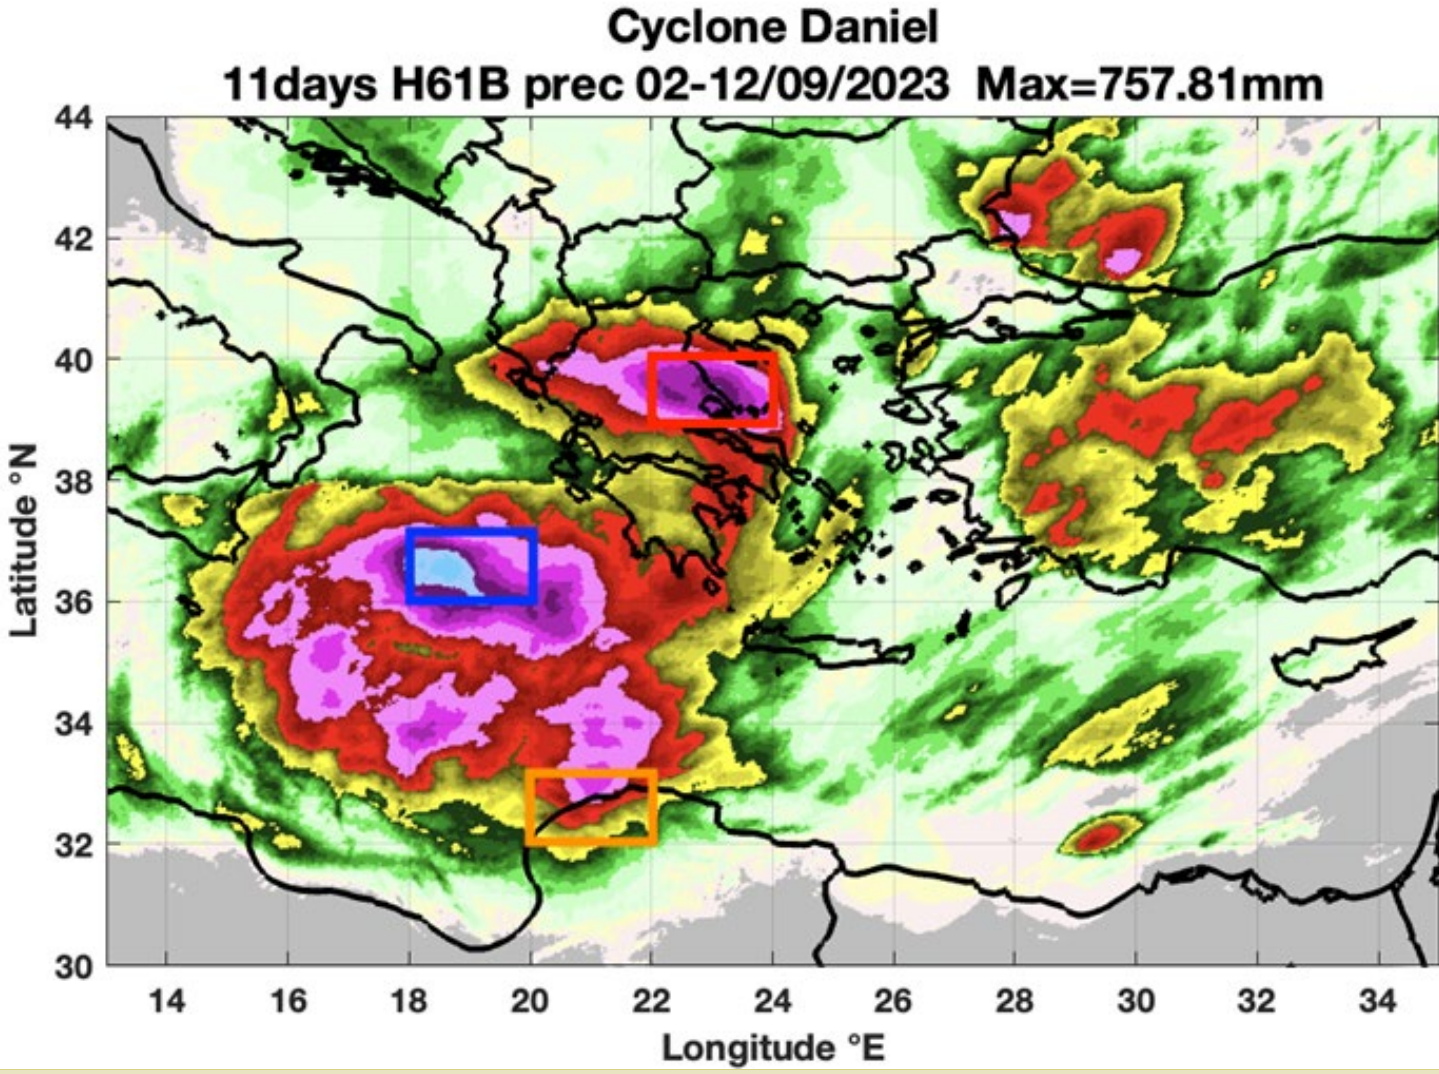 Cyclone Daniel
11days H61B prec 02-12/09/2023 Max=757.81mm
44
42
40
38
36
34
32
30
Latitude °N
14 16 18 20 22 24 26 28 30 32 34
Longitude °E